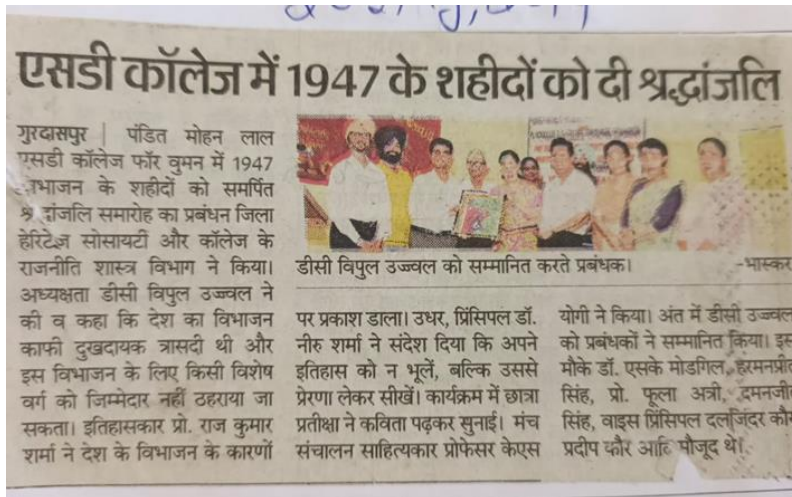 एसडी कॉलेज में 1947 के शहीदों को दी श्रद्धांजलि
गुरदासपुर | पंडित मोहन लाल
एसडी कॉलेज फॉर वुमन में 1947
भाजन के शहीदों को समर्पित
श्र दांजलि समारोह का प्रबंधन जिला
हेरिटेज सोसायटी और कॉलेज के
राजनीति शास्त्र विभाग ने किया।
अध्यक्षता डीसी विपुल उज्ज्वल ने
की व कहा कि देश का विभाजन
काफी दुखदायक त्रासदी थी और
इस विभाजन के लिए किसी विशेष
वर्ग को जिम्मेदार नहीं ठहराया जा
सकता। इतिहासकार प्रो. राज कुमार
शर्मा ने देश के विभाजन के कारणों
डीसी विपुल उज्ज्वल को सम्मानित करते प्रबंधक।
-भास्कर
पर प्रकाश डाला। उधर, प्रिंसिपल डॉ.
नीरु शर्मा ने संदेश दिया कि अपने
इतिहास को न भूलें, बल्कि उससे
प्रेरणा लेकर सीखें। कार्यक्रम में छात्रा
प्रतीक्षा ने कविता पढ़कर सुनाई। मंच
संचालन साहित्यकार प्रोफेसर केएस
योगी ने किया। अंत में डीसी उज्ज्वल
को प्रबंधकों ने सम्मानित किया। इस
मौके डॉ. एसके मोडगिल, हरमनप्रीत
सिंह, प्रो. फूला अत्री, दमनजीत
सिंह, वाइस प्रिंसिपल दलजिंदर कौर
प्रदीप कौर आदि मौजूद थे।